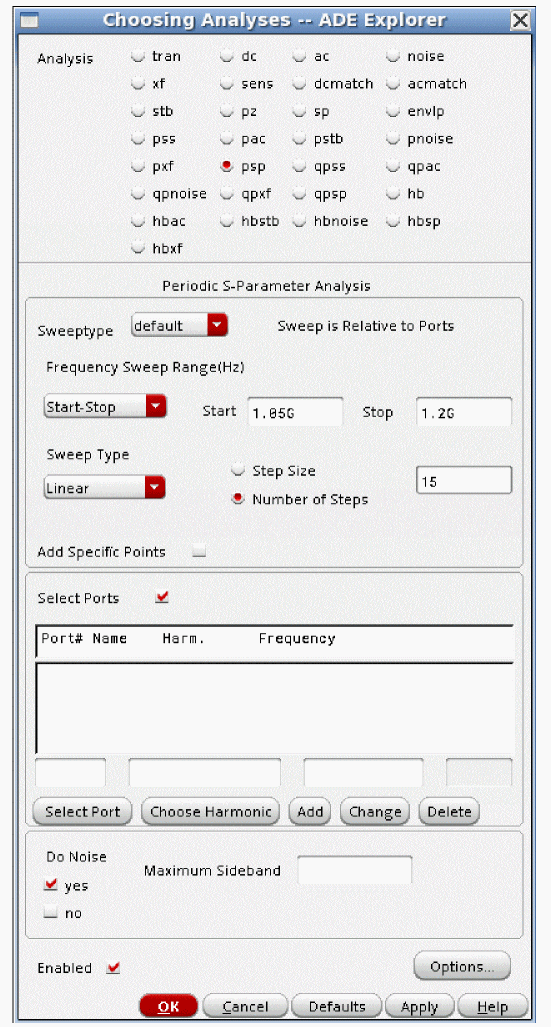 Choosing Analyses -- ADE Explorer
Analysis tran dc ac noise
xf sens dcmatch acmatch
stb pz sp envlp
pss pac pstb pnoise
pxf psp qpss qpac
qpnoise qpxf qpsp hb
hbac hbstb hbnoise hbsp
hbxf
Periodic S-Parameter Analysis
Sweeptype default Sweep is Relative to Ports
Frequency Sweep Range(Hz)
Start-Stop Start 1.05G Stop 1.2G
Sweep Type
Linear Step Size
Number of Steps 15
Add Specific Points
Select Ports
Port# Name Harm. Frequency
Select Port Choose Harmonic Add Change Delete
Do Noise
Maximum Sideband
yes
no
Enabled Options...
OK Cancel Defaults Apply Help